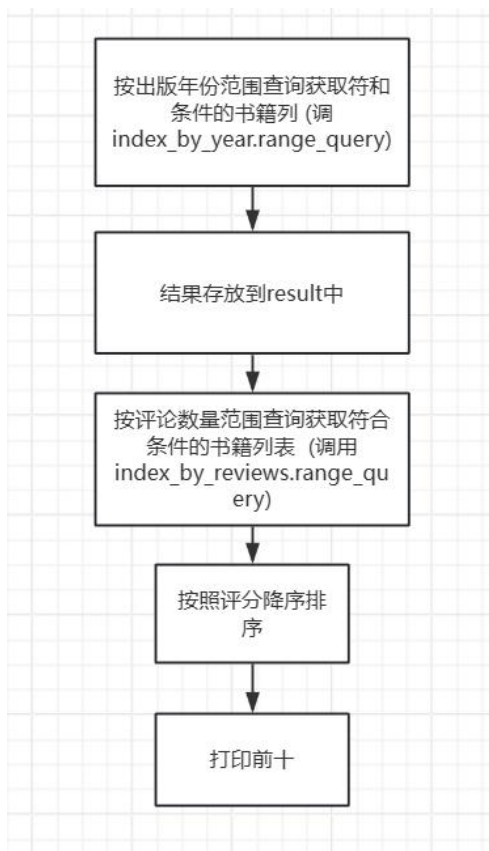 按出版年份范围查询获取符和
条件的书籍列 (调
index_by_year.range_query)
结果存放到result中
按评论数量范围查询获取符合
条件的书籍列表 (调用
index_by_reviews.range_qu
ery)
按照评分降序排
序
打印前十